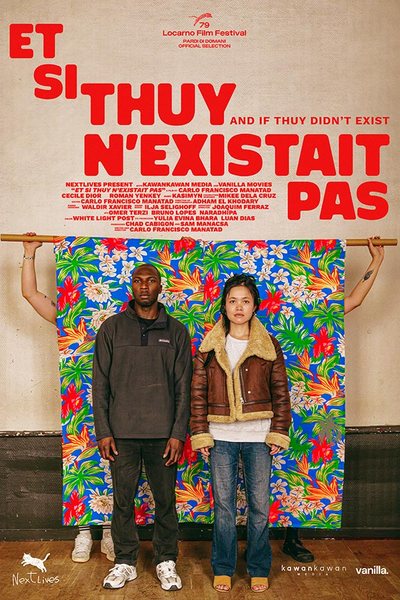 79
Locarno Film Festival
PARDI DI DOMANI
OFFICIAL SELECTION
ET
SI
THUY
AND IF THUY DIDN'T EXIST
N'EXISTAIT
PAS
NEXTLIVES PRESENT KAWANKAWAN MEDIA VANILLA MOVIES
"ET SI THUY N'EXISTAIT PAS" CARLO FRANCISCO MANATAD
CECILE DIOR ROMAN YENKEY KASIMYN MIKEE DELA CRUZ
CARLO FRANCISCO MANATAD ADHAM EL KHODARY
WALDIR XAVIER ILJA SELIGHOFF JOAQUIM FERRAZ
OMER TERZI BRUNO LOPES NARADHIPA
WHITE LIGHT POST YULIA EVINA BHARA LUAN DIAS
CHAD CABIGON SAM MANACSA
CARLO FRANCISCO MANATAD
NEXTLIVES
kawankawan
MEDIA
vanilla.